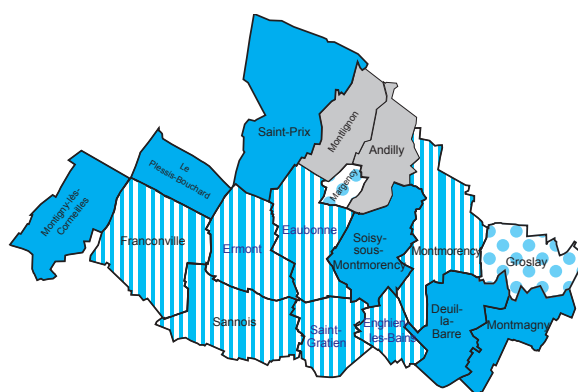 Saint-Prix
Montlignon
Andilly
Le
Plessis-Bouchard
Margency
Montigny-lès-
Cormeilles
Franconville
Ermont
Eaubonne
Soisy-
sous-
Montmorency
Montmorency
Groslay
Sannois
Saint-
Gratien
Enghien-
les-Bains
Deuil-
la-
Barre
Montmagny